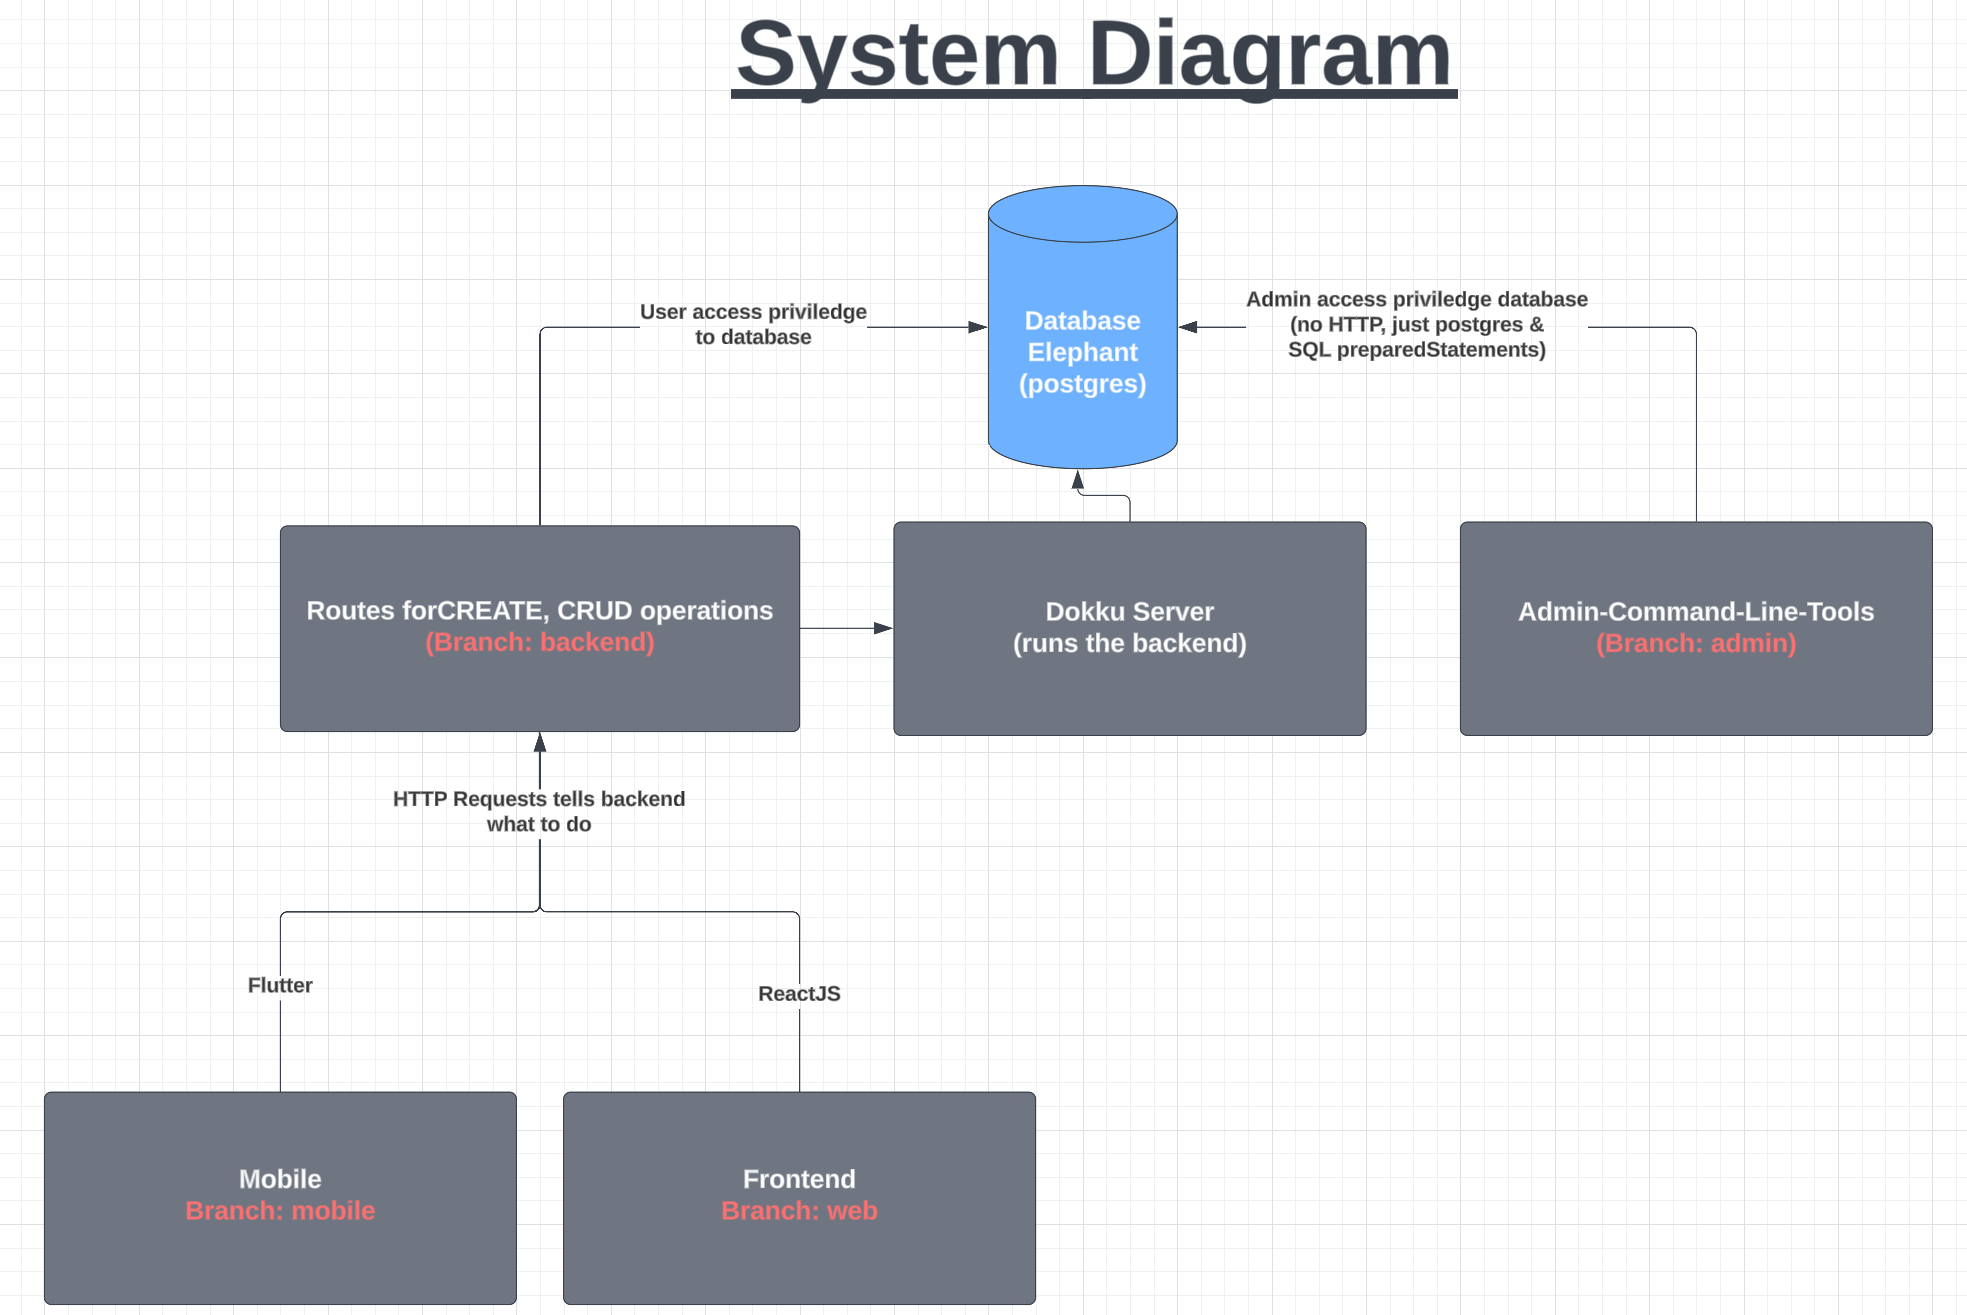 System Diagram
User access priviledge
to database
Database
Elephant
(postgres)
Admin access priviledge database
(no HTTP, just postgres &
SQL preparedStatements)
Routes forCREATE, CRUD operations
(Branch: backend)
Dokku Server
(runs the backend)
Admin-Command-Line-Tools
(Branch: admin)
HTTP Requests tells backend
what to do
Flutter
ReactJS
Mobile
Branch: mobile
Frontend
Branch: web